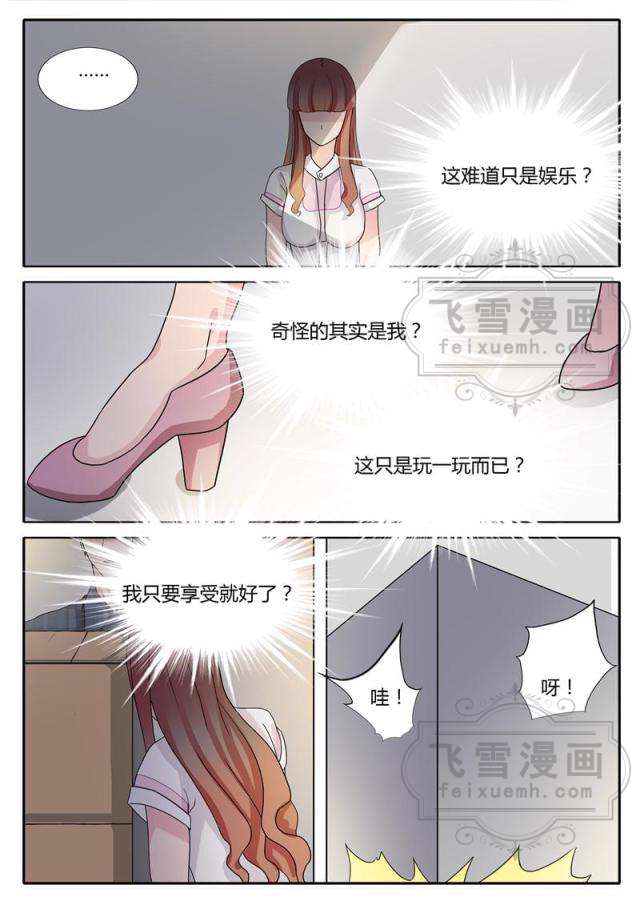 ……
这难道只是娱乐？
飞雪漫画
feixuemh.com
奇怪的其实是我？
这只是玩一玩而已？
我只要享受就好了？
呀！
哇！
飞雪漫画
feixuemh.com